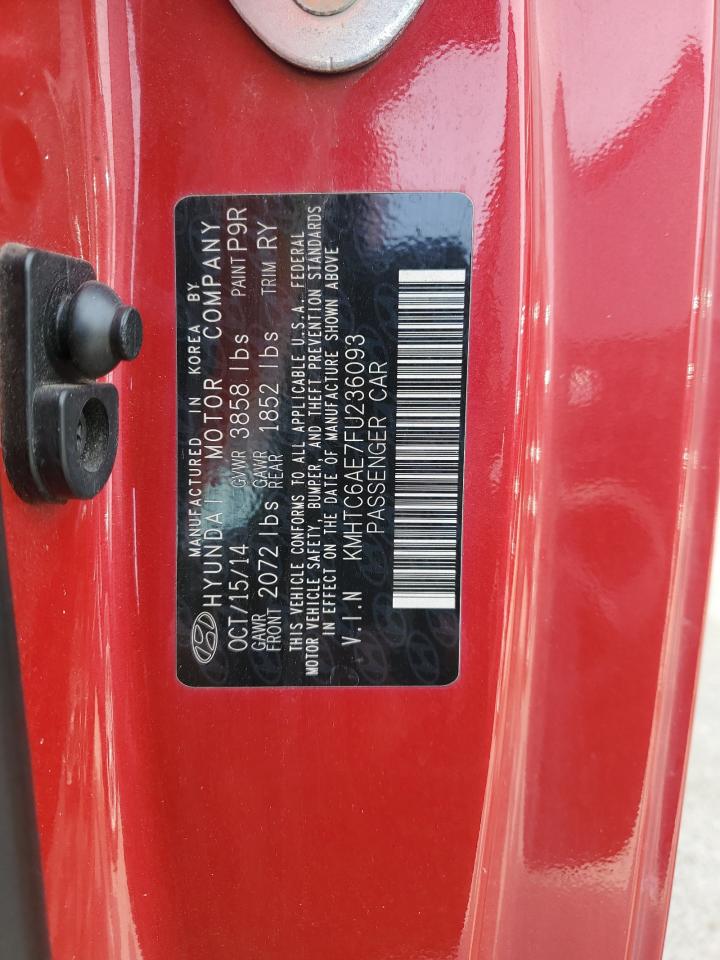 MANUFACTURED IN KOREA BY
HYUNDAI MOTOR COMPANY
OCT/15/14 GVWR 3858 lbs PAINT P9R
GAWR FRONT 2072 lbs GAWR REAR 1852 lbs TRIM RY
THIS VEHICLE CONFORMS TO ALL APPLICABLE U.S.A. FEDERAL
MOTOR VEHICLE SAFETY, BUMPER, AND THEFT PREVENTION STANDARDS
IN EFFECT ON THE DATE OF MANUFACTURE SHOWN ABOVE
V.I.N KMHTC6AE7FU236093
PASSENGER CAR